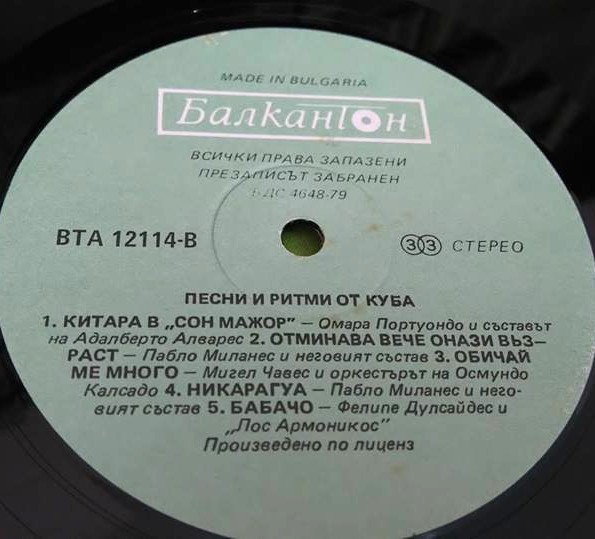 MADE IN BULGARIA
Балкантон
ВСИЧКИ ПРАВА ЗАПАЗЕНИ
ПРЕЗАПИСЪТ ЗАБРАНЕН
БДС 4648-79
ВТА 12114-В
33 СТЕРЕО
ПЕСНИ И РИТМИ ОТ КУБА
1. КИТАРА В „СОН МАЖОР" – Омара Портуондо и съставът
на Адалберто Алварес 2. ОТМИНАВА ВЕЧЕ ОНАЗИ ВЪЗ-
РАСТ – Пабло Миланес и неговият състав 3. ОБИЧАЙ
МЕ МНОГО – Мигел Чавес и оркестърът на Осмундо
Калсадо 4. НИКАРАГУА – Пабло Миланес и него-
вият състав 5. БАБАЧО – Фелипе Дулсайдес и
„Лос Армоникос"
Произведено по лиценз